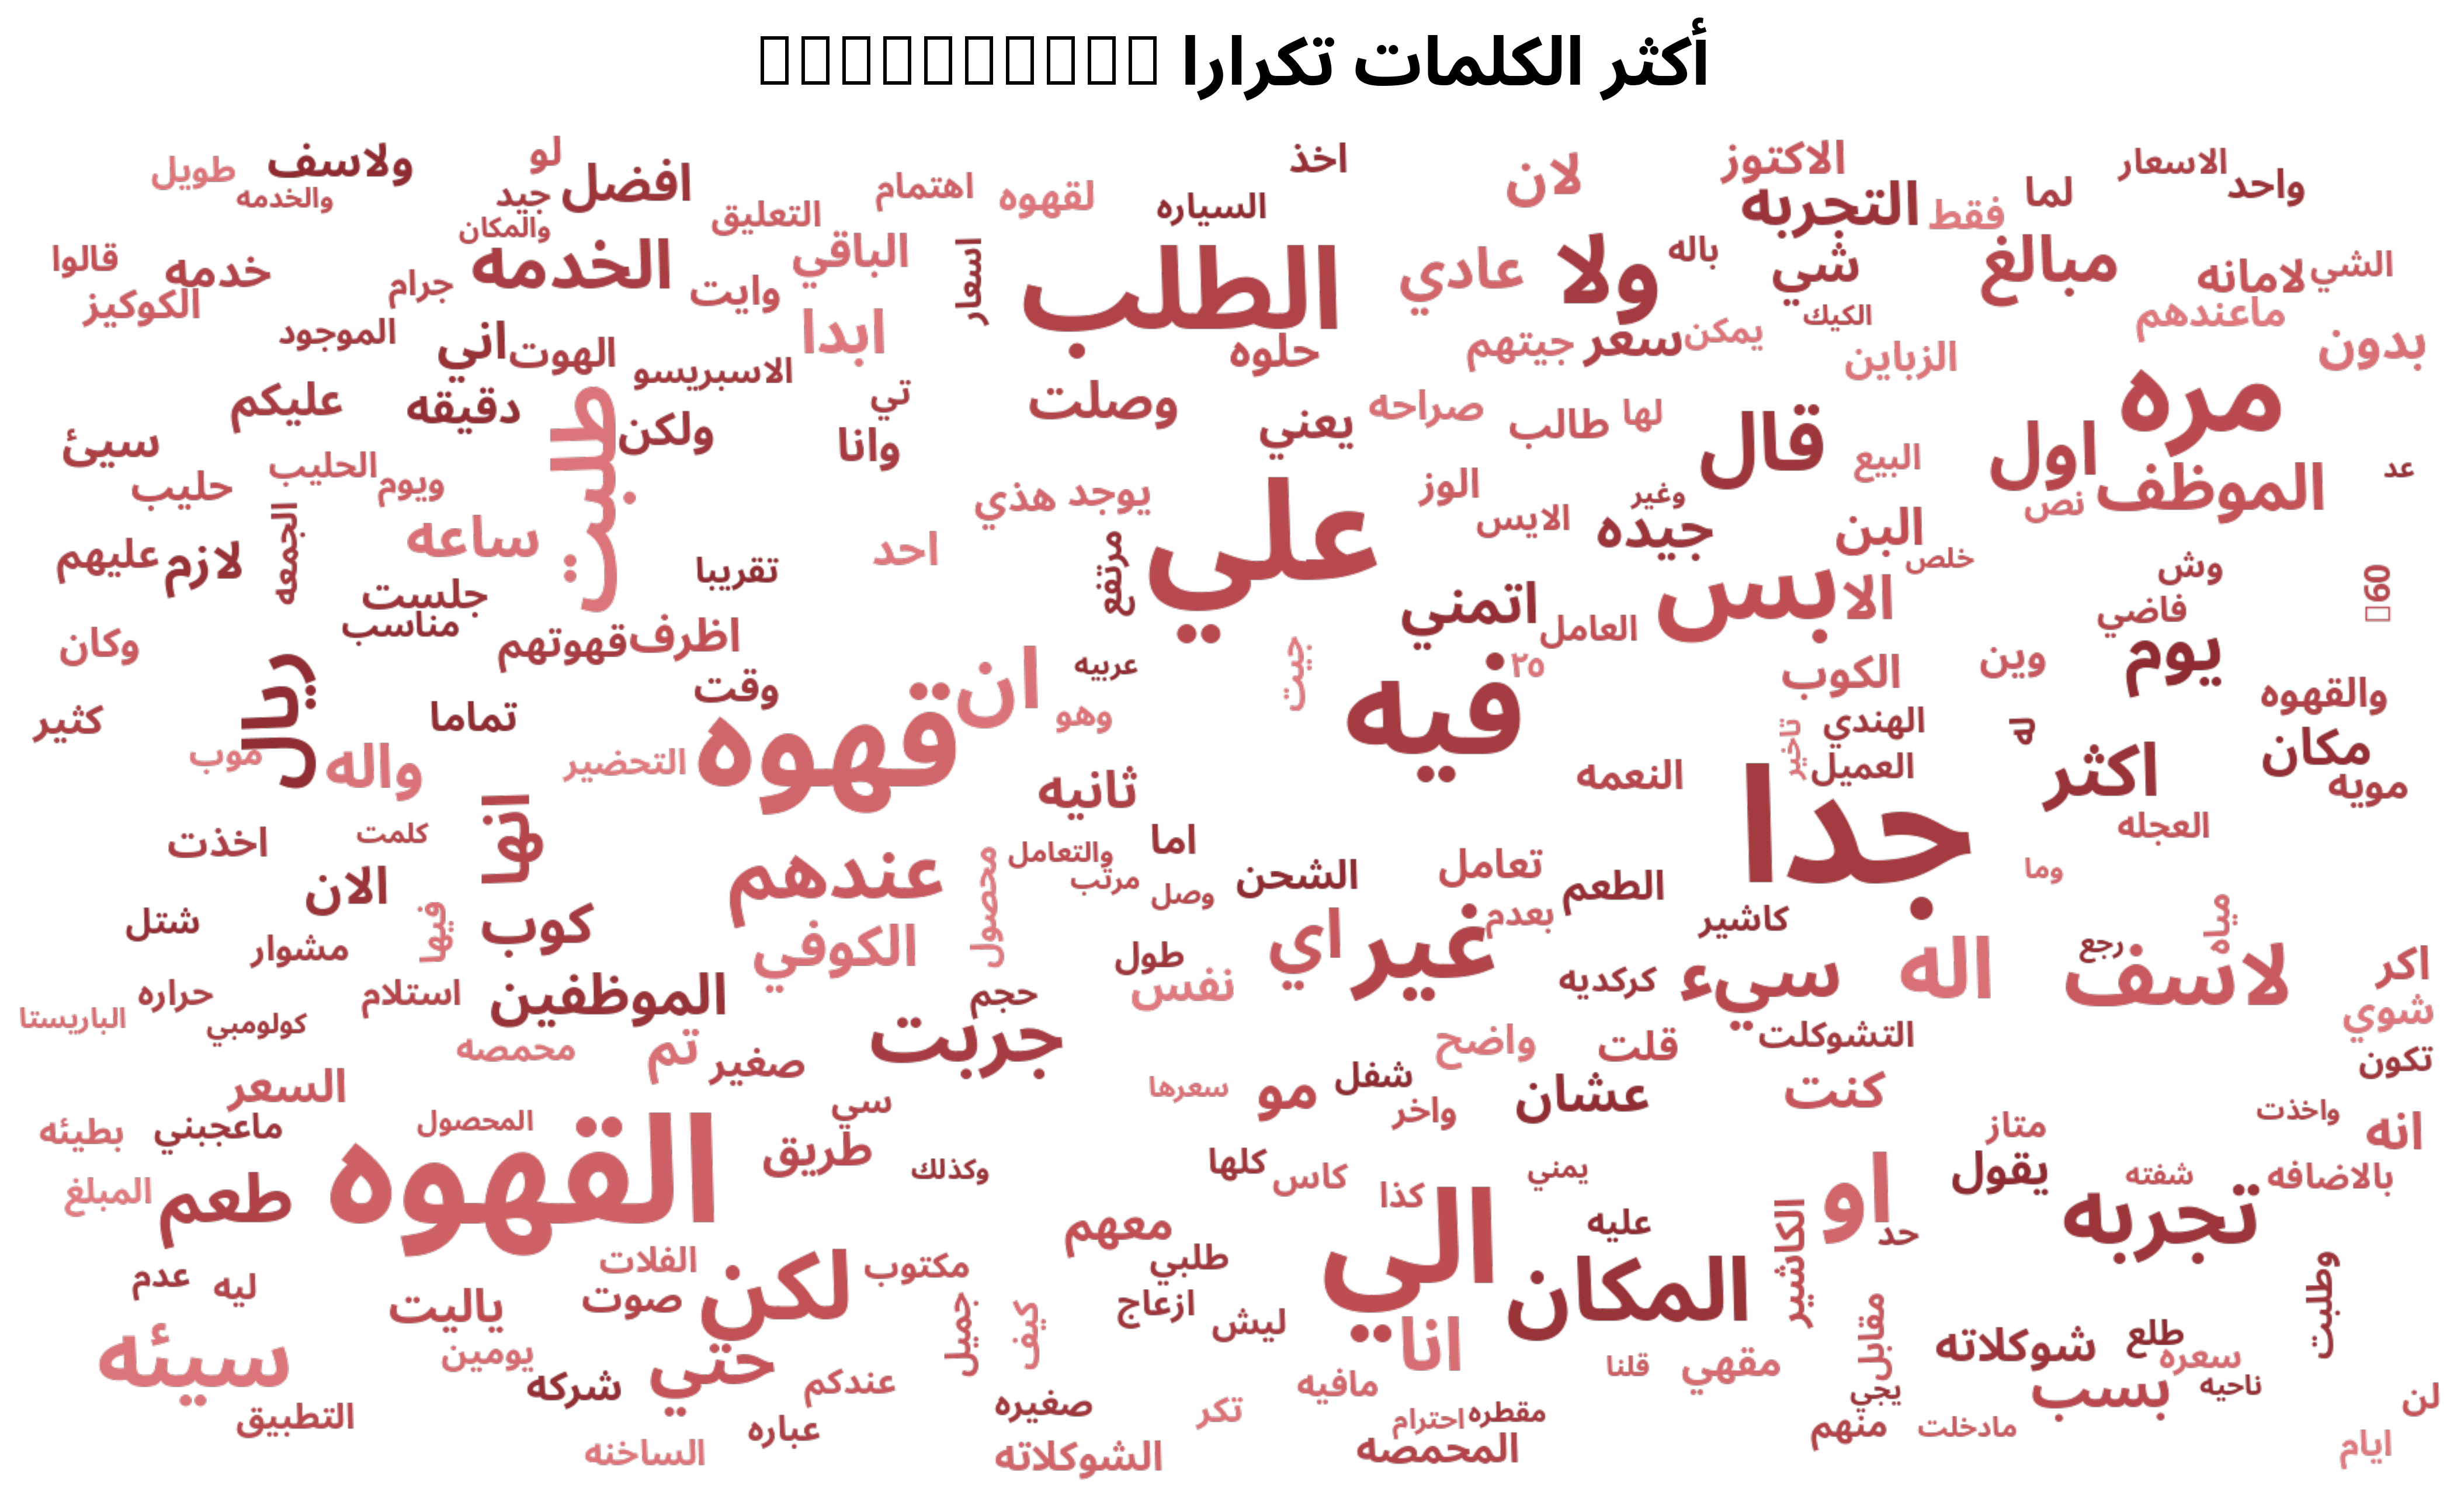 أكثر الكلمات تكرارا
اخذ
لان
الاكتوز
الاسعار
واحد
لما
فقط
التجربه
السياره
لقهوه
اهتمام
التعليق
افضل
لو
جيد
ولاسف
طويل
والخدمه
والمكان
الخدمه
خدمه
قالوا
الكوكيز
جرام
وايت
الباقي
ابدا
اسعار
الطلب
عادي
ولا
باله
شي
مبالغ
لامانه
الشي
ماعندهم
الكيك
يمكن
سعر
جيتهم
حلوه
الزباين
بدون
مره
الموجود
اني
الهوت
الاسبريسو
تي
وصلت
صراحه
يعني
طالب
لها
قال
البيع
اول
الموظف
نص
عد
عليكم
دقيقه
طلبت
ولكن
وانا
سيئ
حليب
الحليب
ويوم
الجمعه
ساعه
لازم
عليهم
جلست
مناسب
تقريبا
احد
هذي
يوجد
علي
مرتفع
الوز
الايس
وغير
جيده
البن
خلص
وش
فاضي
60
يوم
الا
بس
العامل
اتمني
اظرف
قهوتهم
وكان
ريال
كثير
موب
واله
تماما
وقت
التحضير
قهوه
ان
عربيه
وهو
جيت
فيه
٢٥
الكوب
وين
والقهوه
الهندي
تاخير
العميل
له
اكثر
مكان
مويه
العجله
النعمه
ثانيه
جدا
وما
انها
كلمت
اخذت
الان
فيها
كوب
شتل
مشوار
عندهم
الكوفي
محصول
والتعامل
مرتب
اما
وصل
الشحن
تعامل
الطعم
بعدم
كاشير
غير
اي
طول
نفس
كركديه
سيء
اله
رجع
مياه
لاسف
اكر
شوي
تكون
حراره
الباريستا
كولومبي
استلام
الموظفين
محمصه
تم
صغير
حجم
جربت
واضح
قلت
التشوكلت
كنت
عشان
شفل
مو
سعرها
واخر
السعر
ماعجبني
بطيئه
المبلغ
طعم
المحصول
القهوه
سي
طريق
وكذلك
كلها
كاس
كذا
يمني
متاز
واخذت
انه
يقول
شفته
بالاضافه
تجربه
او
حد
الكاشير
عليه
المكان
الي
معهم
طلبي
ازعاج
ليش
مكتوب
الفلات
لكن
صوت
ياليت
ليه
عدم
سيئه
التطبيق
يومين
شركه
حتي
عندكم
عباره
الساخنه
جميل
كيف
صغيره
الشوكلاته
تكر
مافيه
انا
احترام
مقطره
المحمصه
قلنا
مقهي
مقابل
يجي
منهم
مادخلت
شوكلاته
طلع
سعره
بسب
ناحيه
وطلبت
لن
ايام